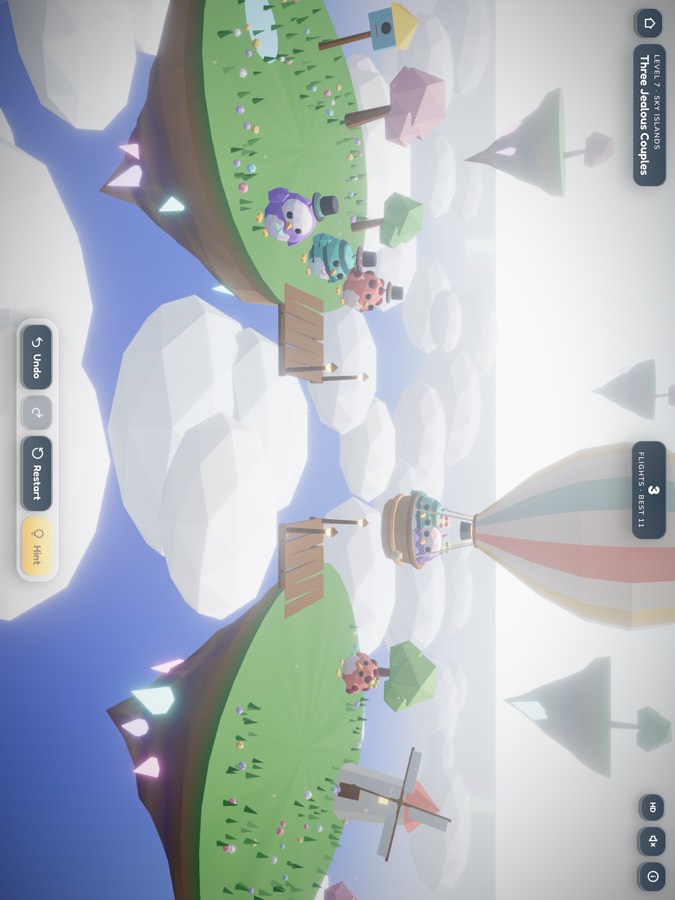 LEVEL 7 · SKY ISLANDS
Three Jealous Couples
3
FLIGHTS · BEST 11
HD
Undo
Restart
Hint